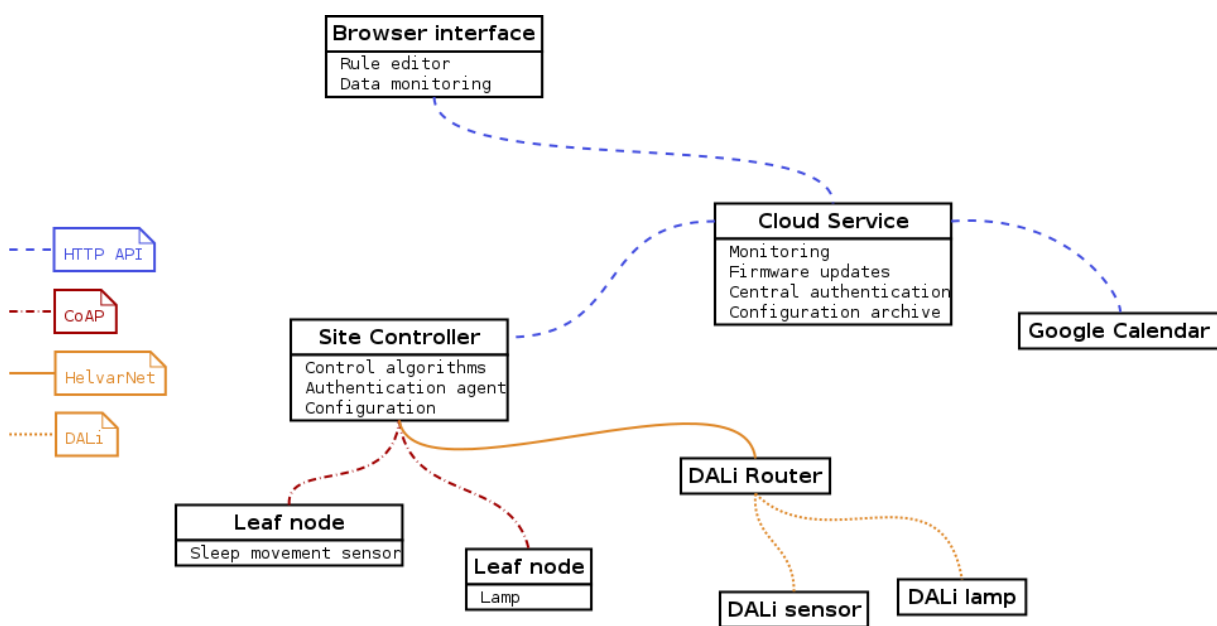 Browser interface
Rule editor
Data monitoring
Cloud Service
Monitoring
Firmware updates
Central authentication
Configuration archive
Google Calendar
HTTP API
CoAP
HelvarNet
DALi
Site Controller
Control algorithms
Authentication agent
Configuration
DALi Router
Leaf node
Sleep movement sensor
Leaf node
Lamp
DALi sensor
DALi lamp